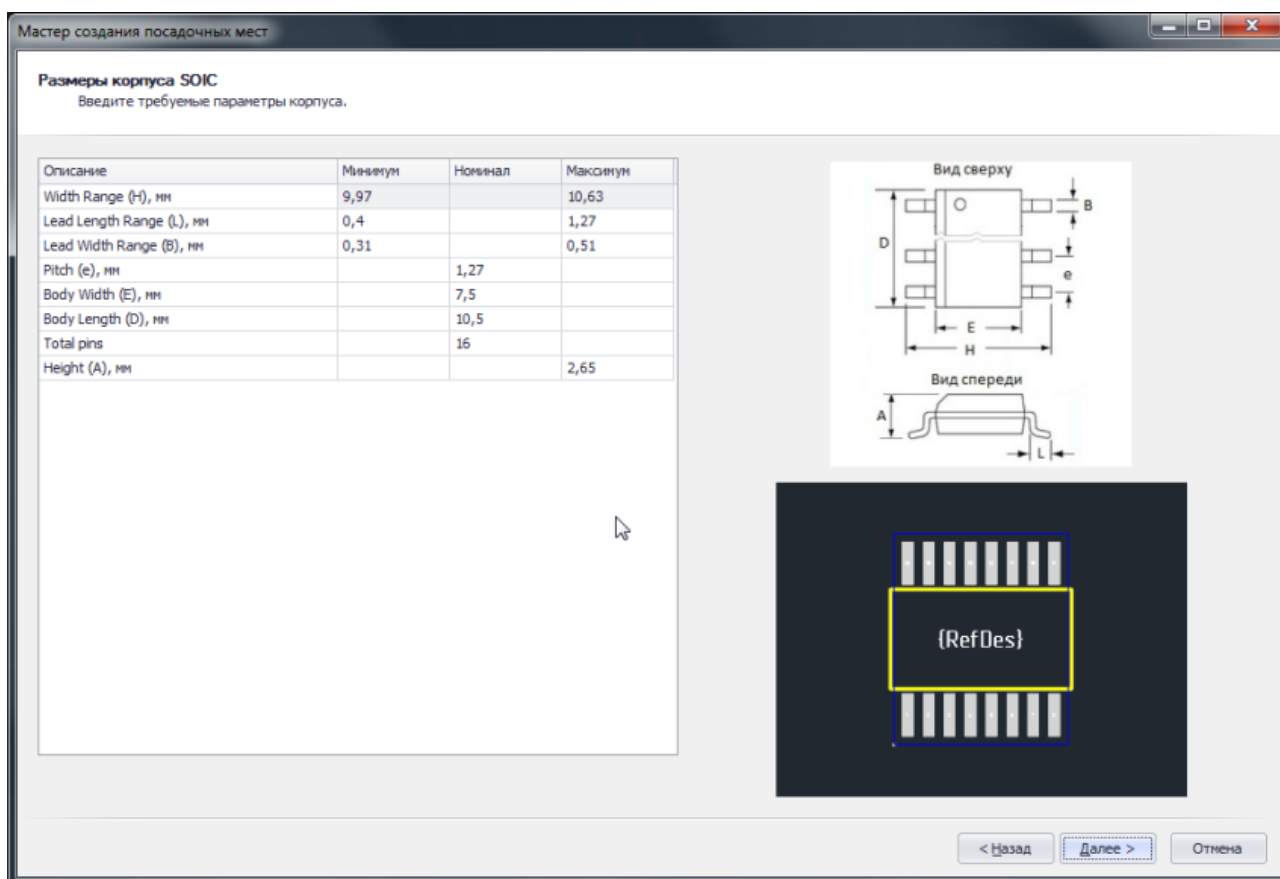 Мастер создания посадочных мест
Размеры корпуса SOIC
Введите требуемые параметры корпуса.
Описание Минимум Номинал Максимум
Width Range (H), мм 9,97 10,63
Lead Length Range (L), мм 0,4 1,27
Lead Width Range (B), мм 0,31 0,51
Pitch (e), мм 1,27
Body Width (E), мм 7,5
Body Length (D), мм 10,5
Total pins 16
Height (A), мм 2,65
Вид сверху
B
D
e
E
H
Вид спереди
A
L
{RefDes}
< Назад Далее > Отмена